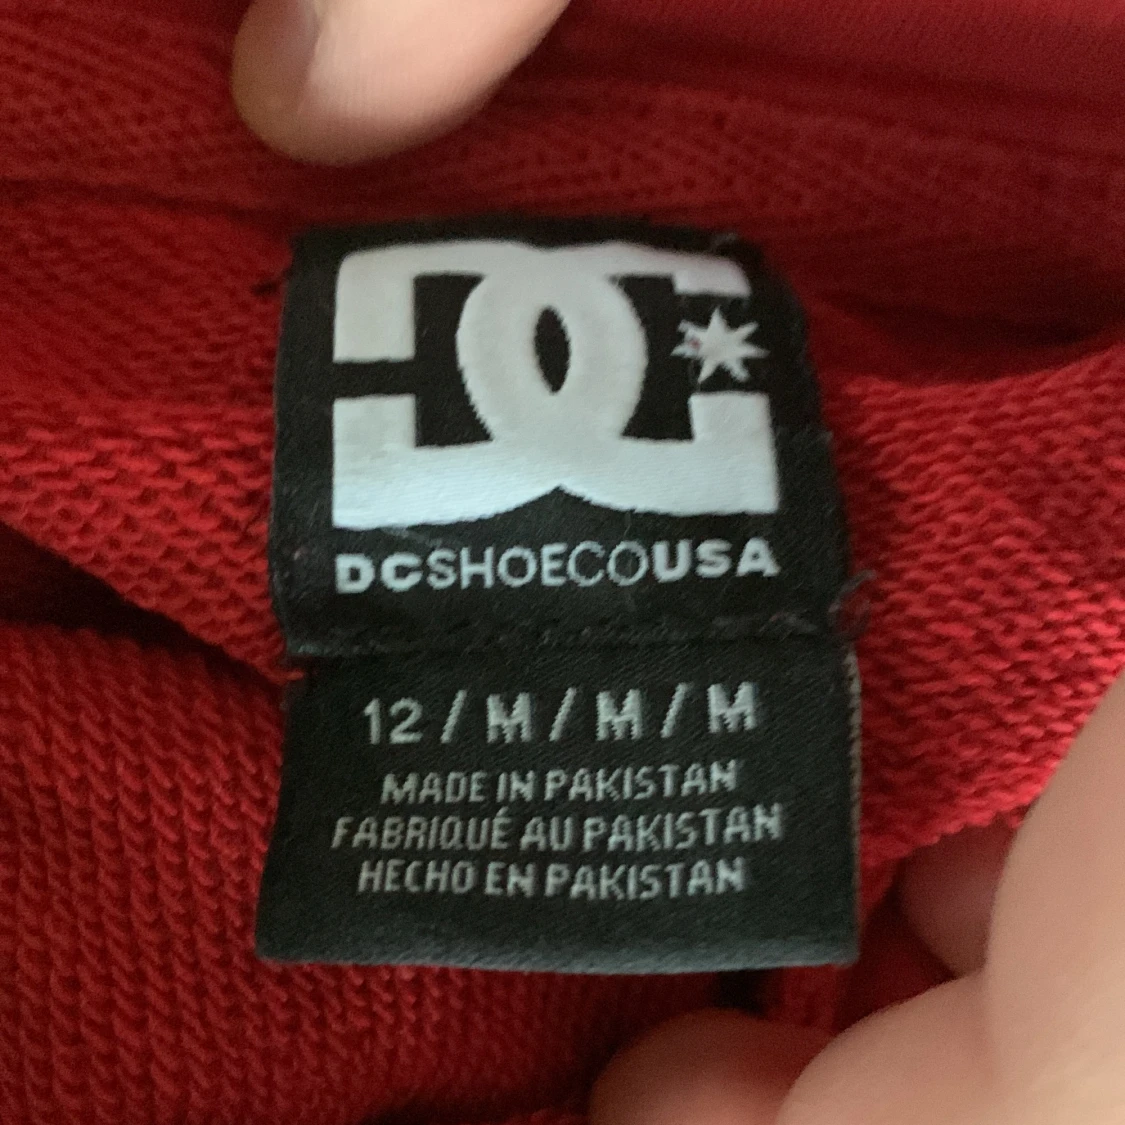 DC
DCSHOECOUSA
12 / M / M / M
MADE IN PAKISTAN
FABRIQUÉ AU PAKISTAN
HECHO EN PAKISTAN